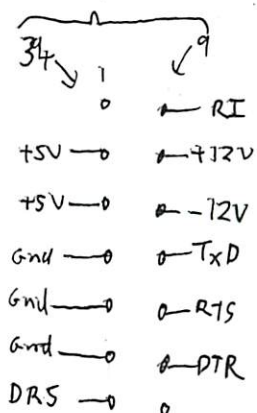 34 9
1
RI
+5V +12V
+5V -12V
Gnd TxD
Gnd RTS
Gnd DTR
DRS